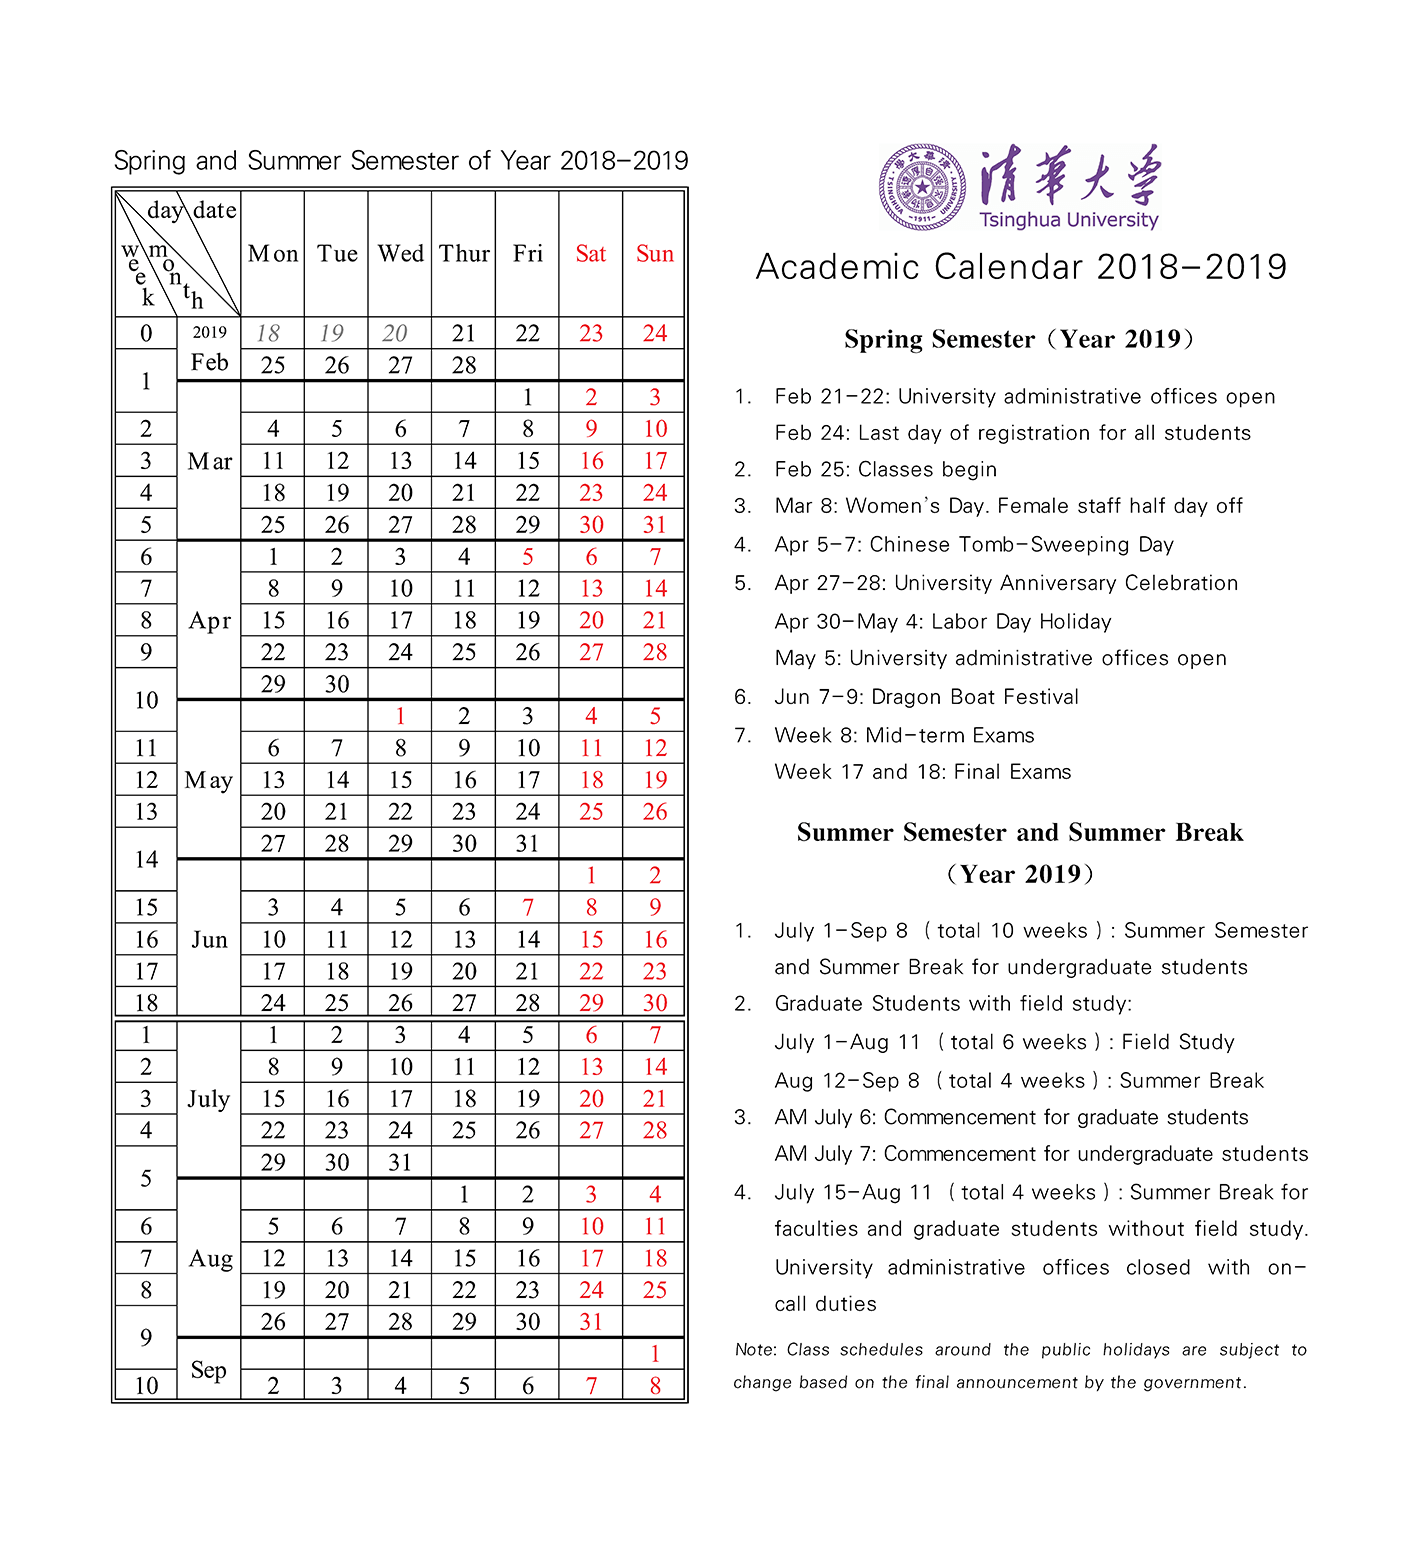 Spring and Summer Semester of Year 2018-2019
day date
week month
Mon Tue Wed Thur Fri Sat Sun
0 2019 18 19 20 21 22 23 24
Feb 25 26 27 28
1
Mar 1 2 3
2 4 5 6 7 8 9 10
3 11 12 13 14 15 16 17
4 18 19 20 21 22 23 24
5 25 26 27 28 29 30 31
6 1 2 3 4 5 6 7
7 8 9 10 11 12 13 14
8 Apr 15 16 17 18 19 20 21
9 22 23 24 25 26 27 28
10 29 30
1 2 3 4 5
11 6 7 8 9 10 11 12
12 May 13 14 15 16 17 18 19
13 20 21 22 23 24 25 26
14 27 28 29 30 31
1 2
15 3 4 5 6 7 8 9
16 Jun 10 11 12 13 14 15 16
17 17 18 19 20 21 22 23
18 24 25 26 27 28 29 30
1 1 2 3 4 5 6 7
2 8 9 10 11 12 13 14
3 July 15 16 17 18 19 20 21
4 22 23 24 25 26 27 28
5 29 30 31
1 2 3 4
6 5 6 7 8 9 10 11
7 Aug 12 13 14 15 16 17 18
8 19 20 21 22 23 24 25
9 26 27 28 29 30 31
Sep 1
10 2 3 4 5 6 7 8
TSINGHUA UNIVERSITY
-1911-
清華大学
Tsinghua University
Academic Calendar 2018-2019
Spring Semester（Year 2019）
1. Feb 21-22: University administrative offices open
Feb 24: Last day of registration for all students
2. Feb 25: Classes begin
3. Mar 8: Women's Day. Female staff half day off
4. Apr 5-7: Chinese Tomb-Sweeping Day
5. Apr 27-28: University Anniversary Celebration
Apr 30-May 4: Labor Day Holiday
May 5: University administrative offices open
6. Jun 7-9: Dragon Boat Festival
7. Week 8: Mid-term Exams
Week 17 and 18: Final Exams
Summer Semester and Summer Break
（Year 2019）
1. July 1-Sep 8 ( total 10 weeks ) : Summer Semester
and Summer Break for undergraduate students
2. Graduate Students with field study:
July 1-Aug 11 ( total 6 weeks ) : Field Study
Aug 12-Sep 8 ( total 4 weeks ) : Summer Break
3. AM July 6: Commencement for graduate students
AM July 7: Commencement for undergraduate students
4. July 15-Aug 11 ( total 4 weeks ) : Summer Break for
faculties and graduate students without field study.
University administrative offices closed with on-
call duties
Note: Class schedules around the public holidays are subject to
change based on the final announcement by the government.